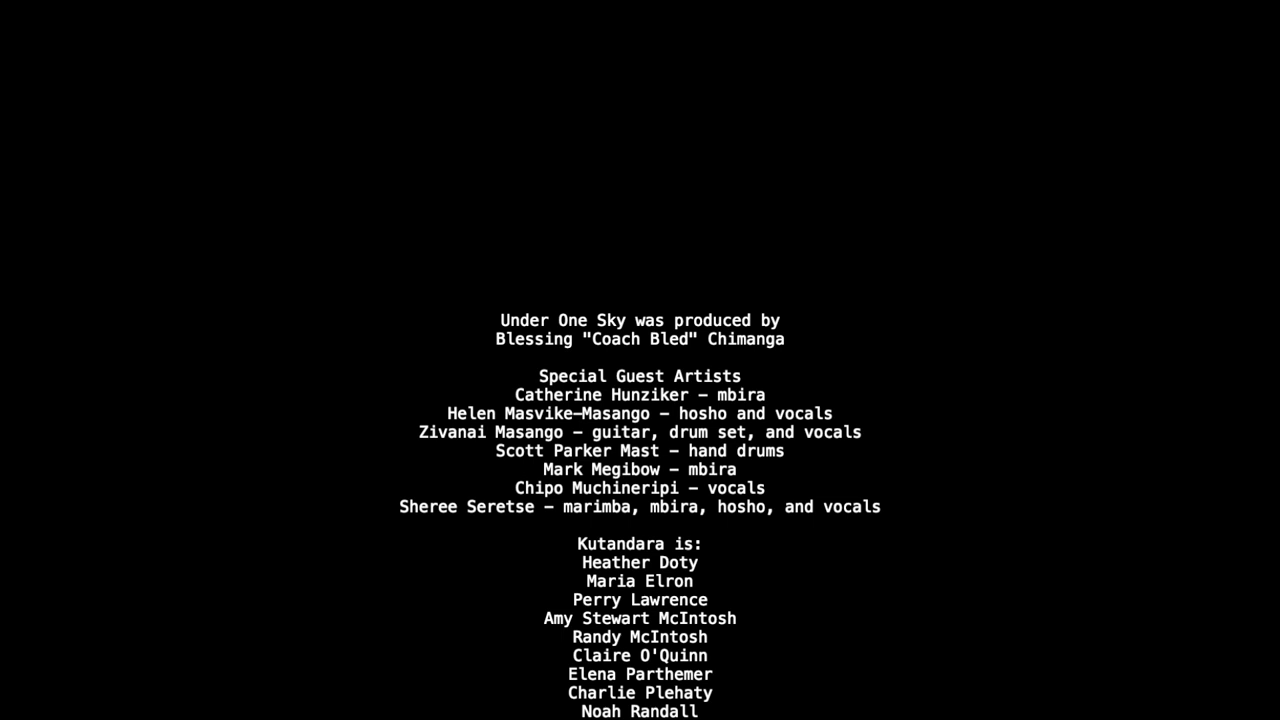 Under One Sky was produced by
Blessing "Coach Bled" Chimanga
Special Guest Artists
Catherine Hunziker - mbira
Helen Masvike-Masango - hosho and vocals
Zivanai Masango - guitar, drum set, and vocals
Scott Parker Mast - hand drums
Mark Megibow - mbira
Chipo Muchineripi - vocals
Sheree Seretse - marimba, mbira, hosho, and vocals
Kutandara is:
Heather Doty
Maria Elron
Perry Lawrence
Amy Stewart McIntosh
Randy McIntosh
Claire O'Quinn
Elena Parthemer
Charlie Plehaty
Noah Randall